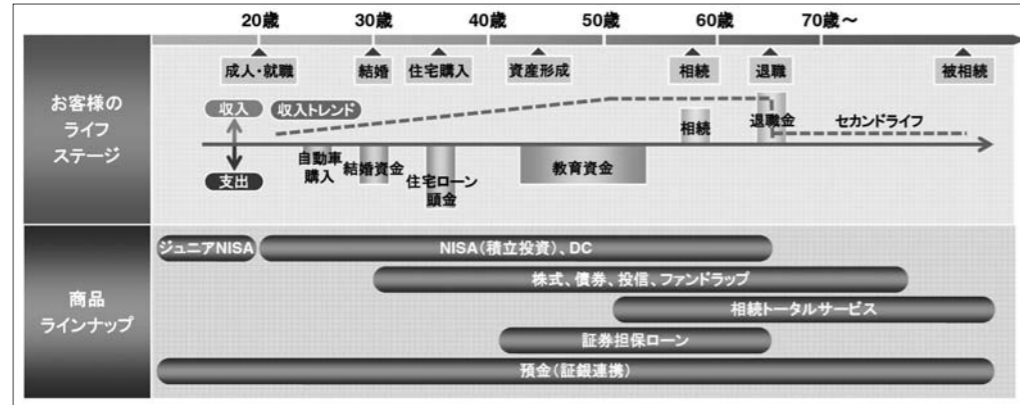 20歳 30歳 40歳 50歳 60歳 70歳～
成人・就職 結婚 住宅購入 資産形成 相続 退職 被相続
お客様の
ライフ
ステージ
収入 収入トレンド
支出
自動車
購入
結婚資金
住宅ローン
頭金
教育資金
相続
退職金
セカンドライフ
商品
ラインナップ
ジュニアNISA
NISA（積立投資）、DC
株式、債券、投信、ファンドラップ
相続トータルサービス
証券担保ローン
預金（証銀連携）